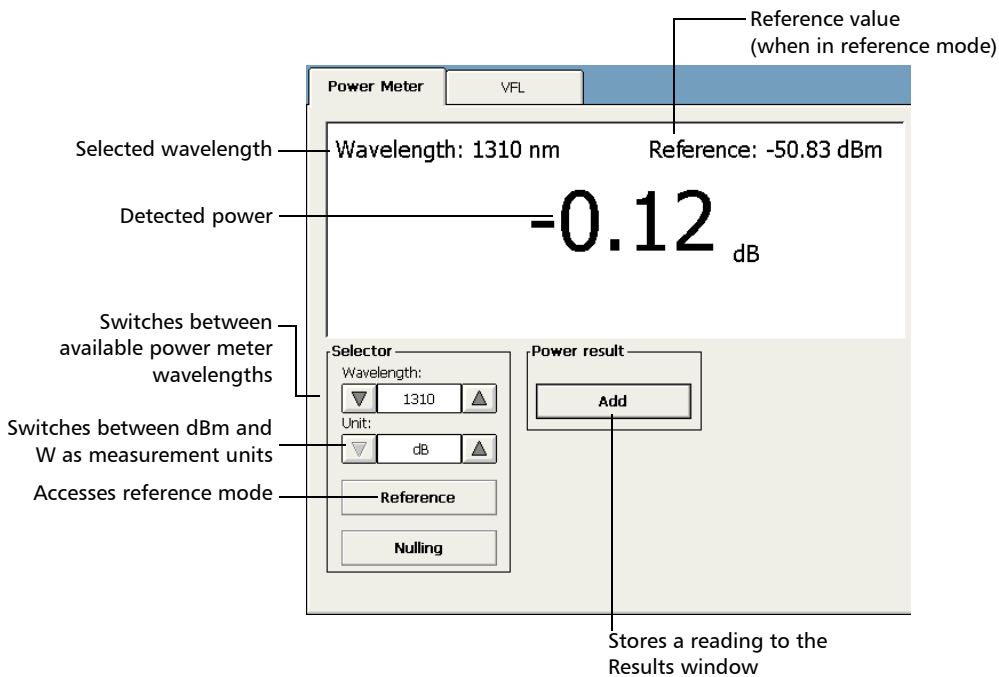 Reference value
(when in reference mode)
Power Meter
VFL
Selected wavelength
Wavelength: 1310 nm
Reference: -50.83 dBm
Detected power
-0.12 dB
Switches between
available power meter
wavelengths
Selector
Wavelength:
1310
Power result
Add
Switches between dBm and
W as measurement units
Unit:
dB
Accesses reference mode
Reference
Nulling
Stores a reading to the
Results window